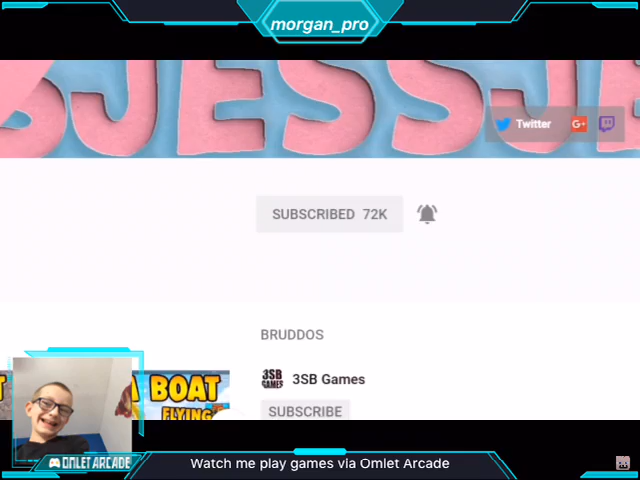 morgan_pro
JESSJE
Twitter
G+
SUBSCRIBED 72K
BRUDDOS
3SB
GAMES
3SB Games
A BOAT
FLYING
SUBSCRIBE
OMLET ARCADE
Watch me play games via Omlet Arcade